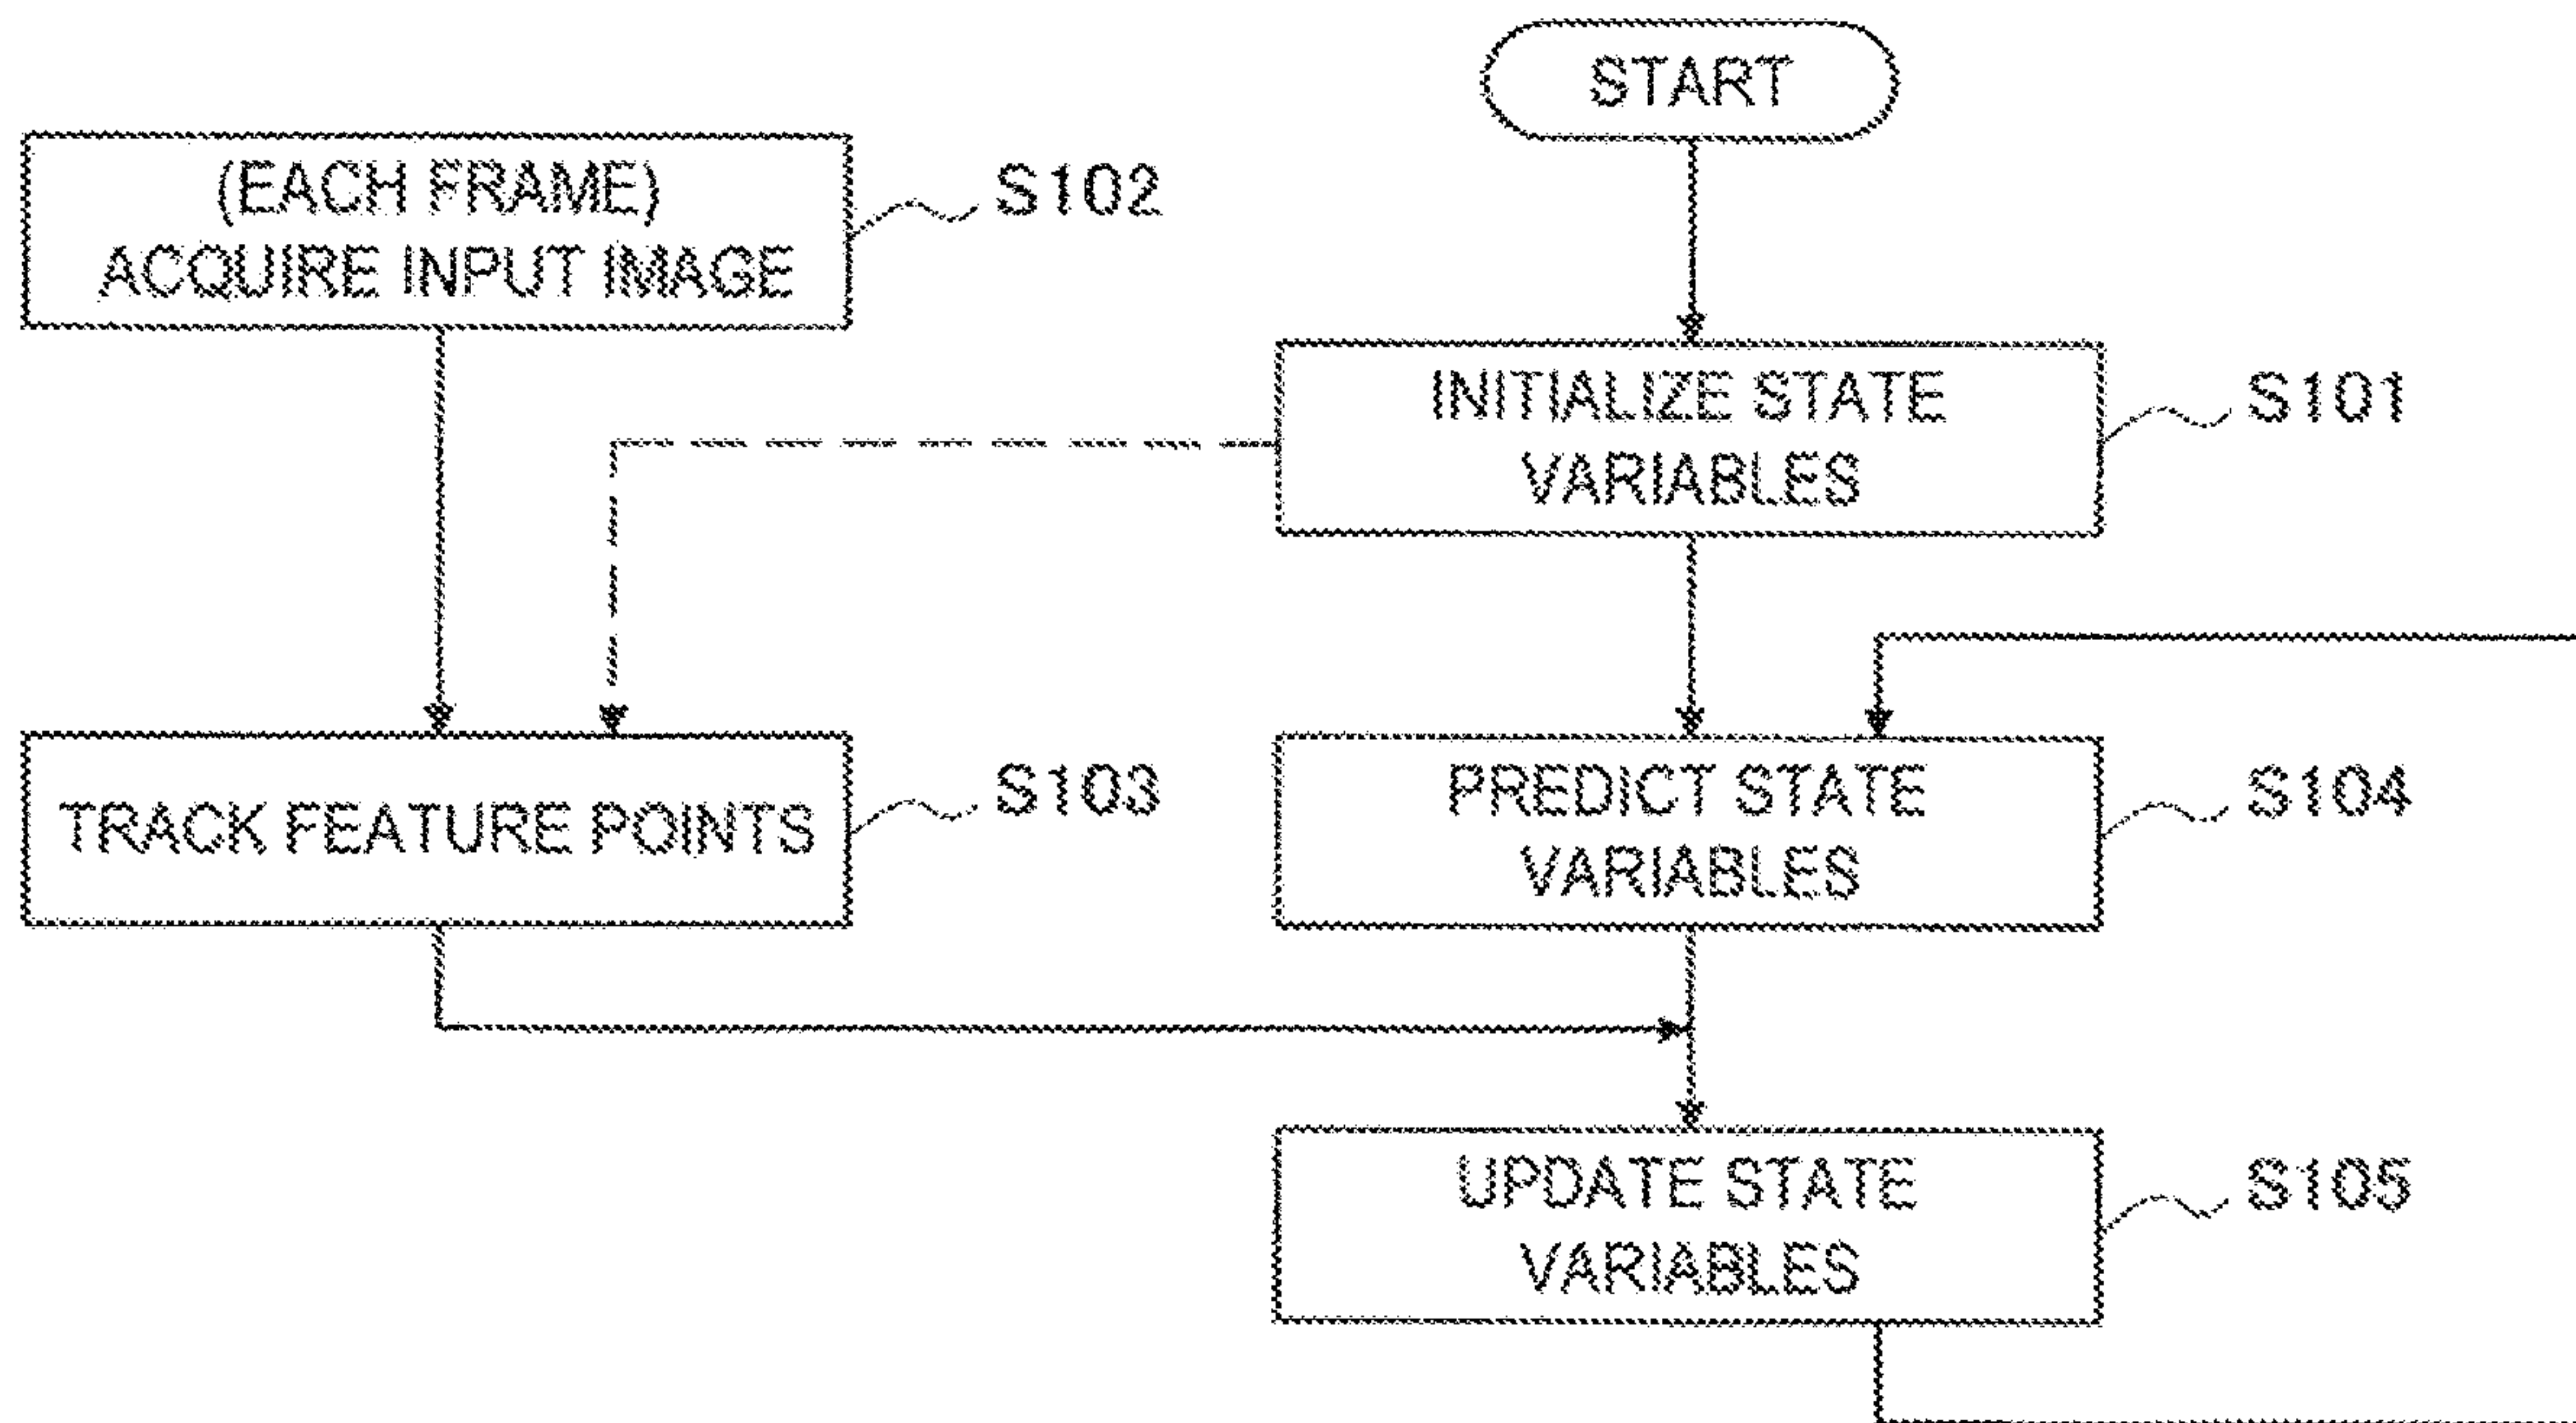 START
(EACH FRAME)
ACQUIRE INPUT IMAGE
S102
INITIALIZE STATE
VARIABLES
S101
TRACK FEATURE POINTS
S103
PREDICT STATE
VARIABLES
S104
UPDATE STATE
VARIABLES
S105